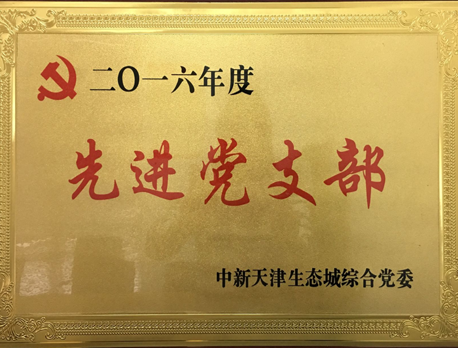 二〇一六年度
先进党支部
中新天津生态城综合党委